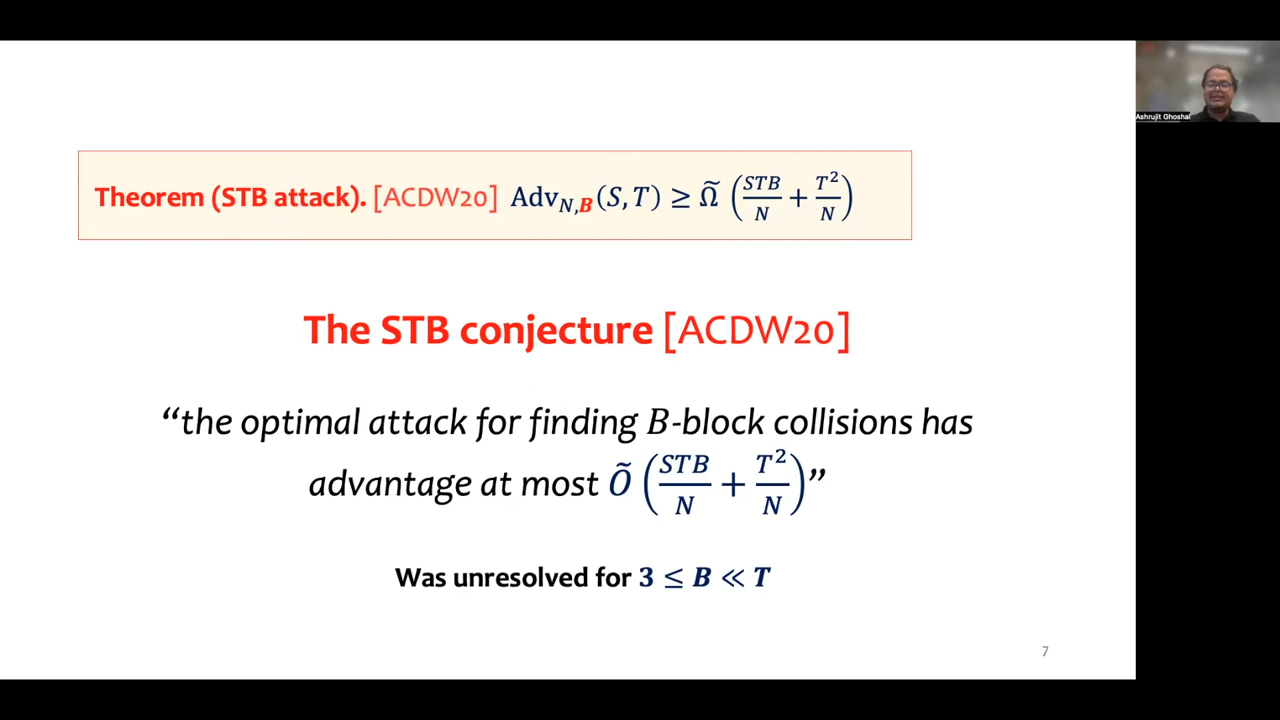 Theorem (STB attack). [ACDW20] Adv_{N,B}(S, T) ≥ Ω̃ (STB/N + T²/N)
The STB conjecture [ACDW20]
“the optimal attack for finding B-block collisions has
advantage at most Õ (STB/N + T²/N)”
Was unresolved for 3 ≤ B ≪ T
7
Ashrujit Ghoshal